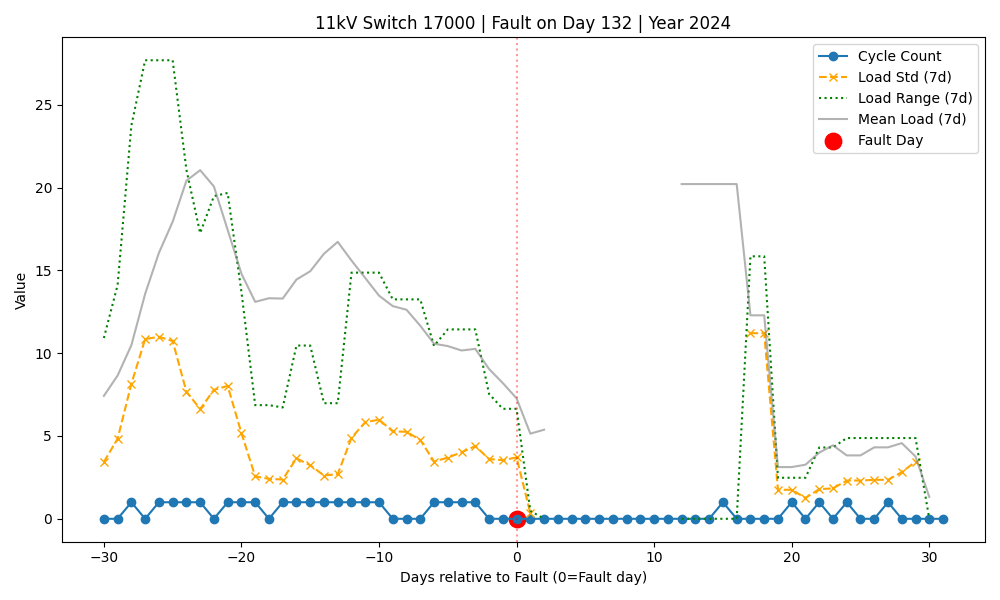 11kV Switch 17000 | Fault on Day 132 | Year 2024
Cycle Count
Load Std (7d)
Load Range (7d)
Mean Load (7d)
Fault Day
Value
25
20
15
10
5
0
−30
−20
−10
0
10
20
30
Days relative to Fault (0=Fault day)